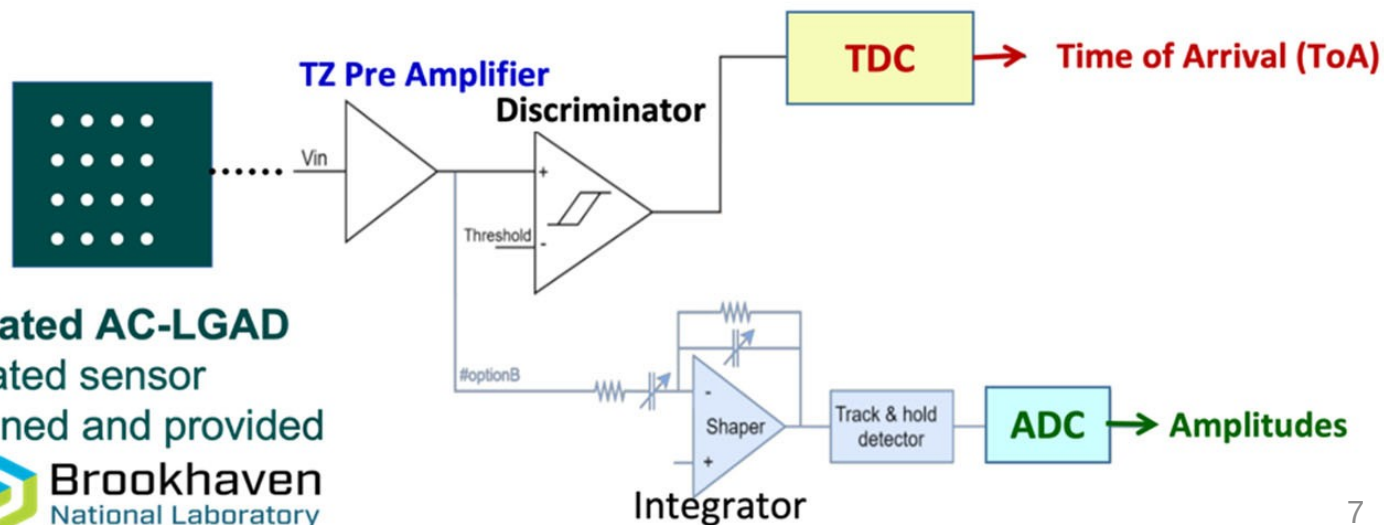 TDC
Time of Arrival (ToA)
TZ Pre Amplifier
Discriminator
Vin
+
Threshold
-
ated AC-LGAD
ated sensor
ned and provided
Brookhaven
National Laboratory
#optionB
-
Shaper
+
Integrator
Track & hold
detector
ADC
Amplitudes
7